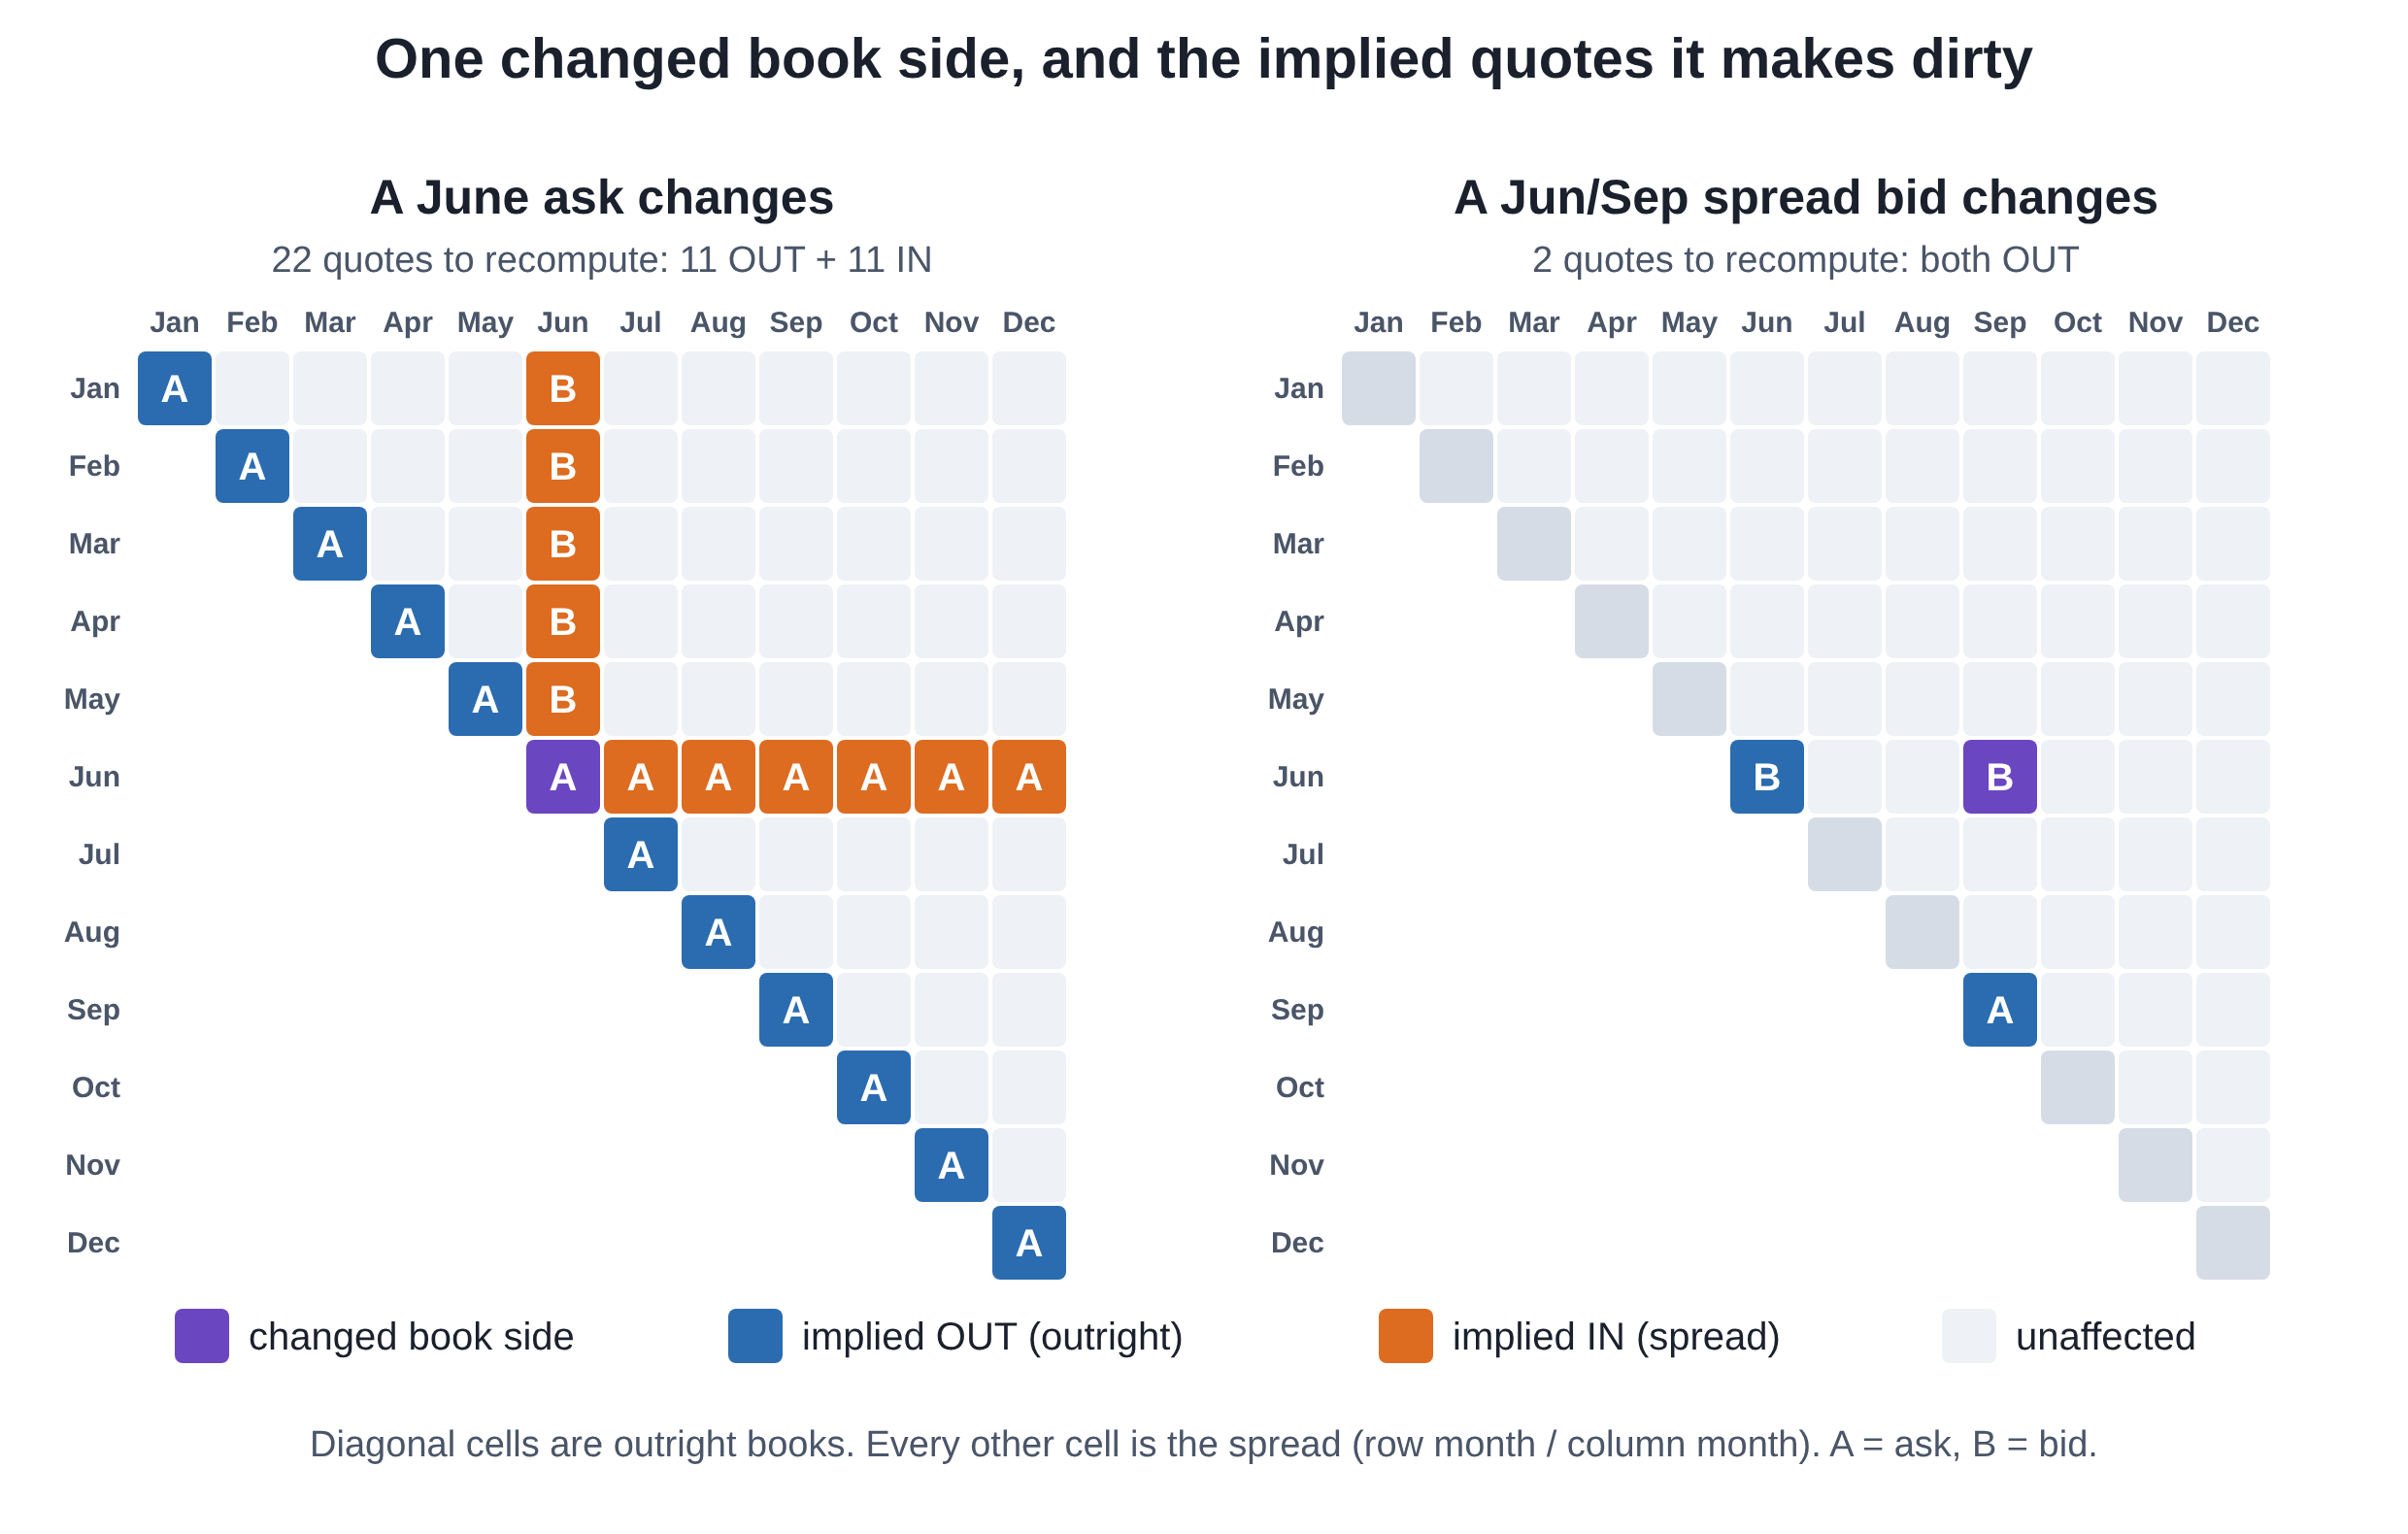 One changed book side, and the implied quotes it makes dirty
A June ask changes
22 quotes to recompute: 11 OUT + 11 IN
Jan Feb Mar Apr May Jun Jul Aug Sep Oct Nov Dec
Jan A B
Feb A B
Mar A B
Apr A B
May A B
Jun A A A A A A A
Jul A
Aug A
Sep A
Oct A
Nov A
Dec A
A Jun/Sep spread bid changes
2 quotes to recompute: both OUT
Jan Feb Mar Apr May Jun Jul Aug Sep Oct Nov Dec
Jan
Feb
Mar
Apr
May
Jun B B
Jul
Aug
Sep A
Oct
Nov
Dec
changed book side
implied OUT (outright)
implied IN (spread)
unaffected
Diagonal cells are outright books. Every other cell is the spread (row month / column month). A = ask, B = bid.